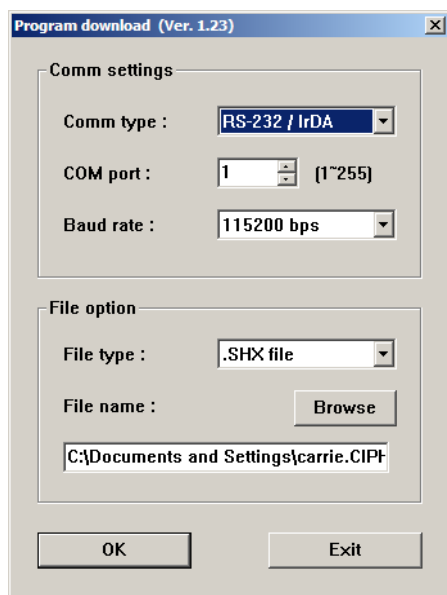 Program download (Ver. 1.23)
Comm settings
Comm type : RS-232 / IrDA
COM port : 1 (1~255)
Baud rate : 115200 bps
File option
File type : .SHX file
File name : Browse
C:\Documents and Settings\carrie.CIPH
OK Exit